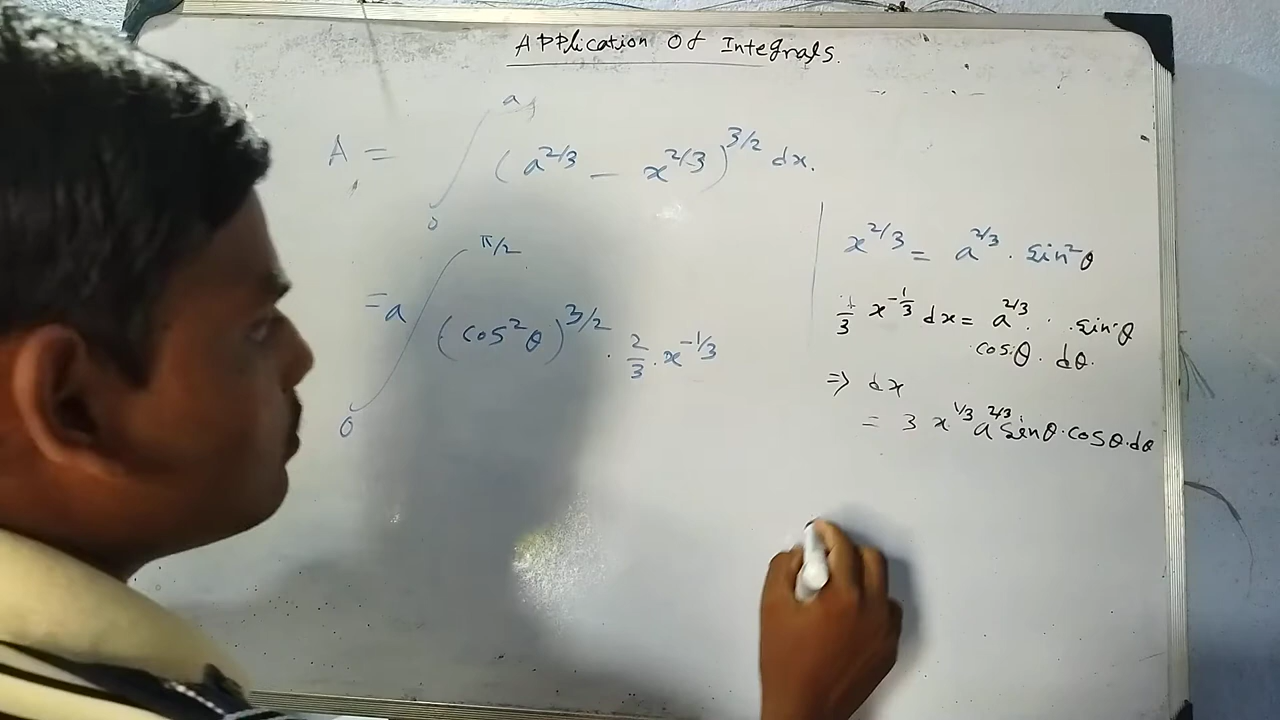 Application Of Integrals.
A = ∫₀ᵃ (a^{2/3} - x^{2/3})^{3/2} dx.
= a ∫₀^{π/2} (cos²θ)^{3/2} · 2/3 · x^{-1/3}
x^{2/3} = a^{2/3} · sin²θ
1/3 x^{-1/3} dx = a^{2/3} · · sinθ
cosθ · dθ.
⇒ dx
= 3 x^{1/3} a^{2/3} sinθ · cosθ · dθ